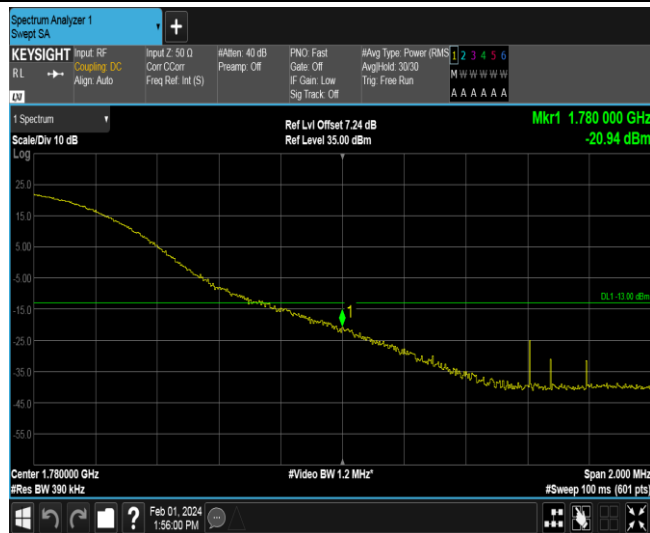 Spectrum Analyzer 1
Swept SA
+
KEYSIGHT
RL
LXI
Input: RF
Coupling: DC
Align: Auto
Input Z: 50 Ω
Corr CCorr
Freq Ref: Int (S)
#Atten: 40 dB
Preamp: Off
PNO: Fast
Gate: Off
IF Gain: Low
Sig Track: Off
#Avg Type: Power (RMS
Avg|Hold: 30/30
Trig: Free Run
1 2 3 4 5 6
M W W W W W
A A A A A A
1 Spectrum
Scale/Div 10 dB
Log
Ref Lvl Offset 7.24 dB
Ref Level 35.00 dBm
Mkr1 1.780 000 GHz
-20.94 dBm
25.0
15.0
5.00
-5.00
DL1 -13.00 dBm
-15.0
1
-25.0
-35.0
-45.0
-55.0
Center 1.780000 GHz
#Video BW 1.2 MHz*
Span 2.000 MHz
#Res BW 390 kHz
#Sweep 100 ms (601 pts)
?
Feb 01, 2024
1:56:00 PM